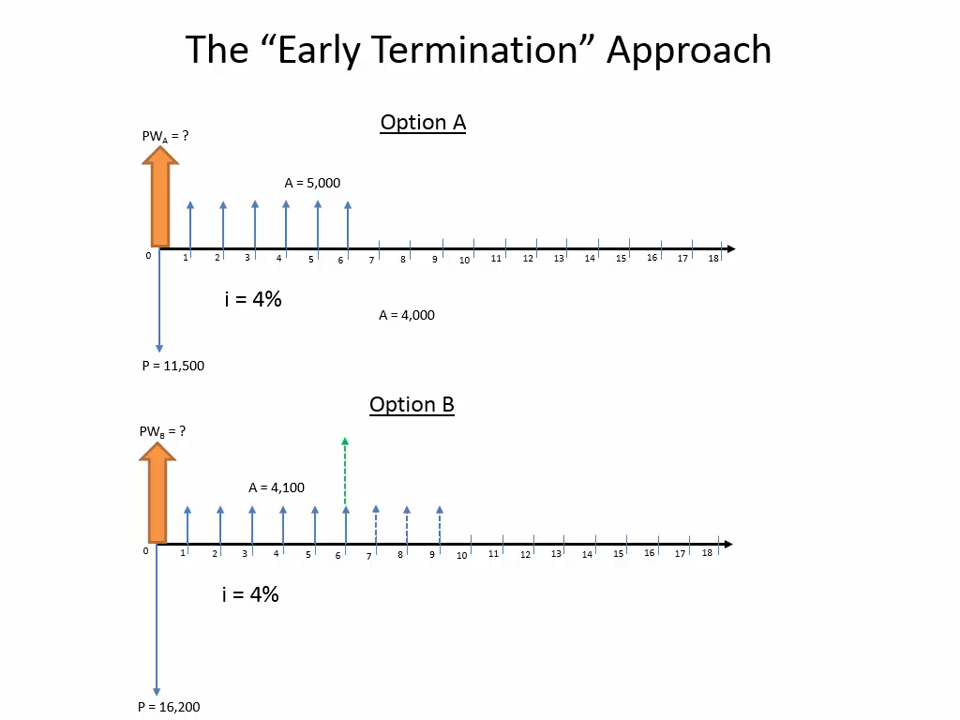 The “Early Termination” Approach
Option A
PWA = ?
A = 5,000
0 1 2 3 4 5 6 7 8 9 10 11 12 13 14 15 16 17 18
i = 4%
A = 4,000
P = 11,500
Option B
PWB = ?
A = 4,100
0 1 2 3 4 5 6 7 8 9 10 11 12 13 14 15 16 17 18
i = 4%
P = 16,200